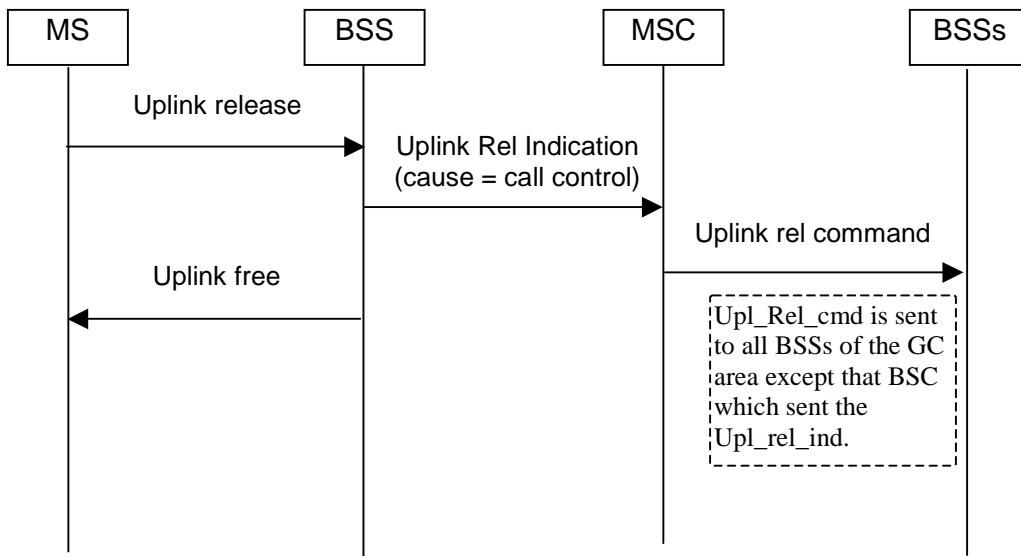 MS
BSS
MSC
BSSs
Uplink release
Uplink Rel Indication
(cause = call control)
Uplink rel command
Uplink free
Upl_Rel_cmd is sent
to all BSSs of the GC
area except that BSC
which sent the
Upl_rel_ind.